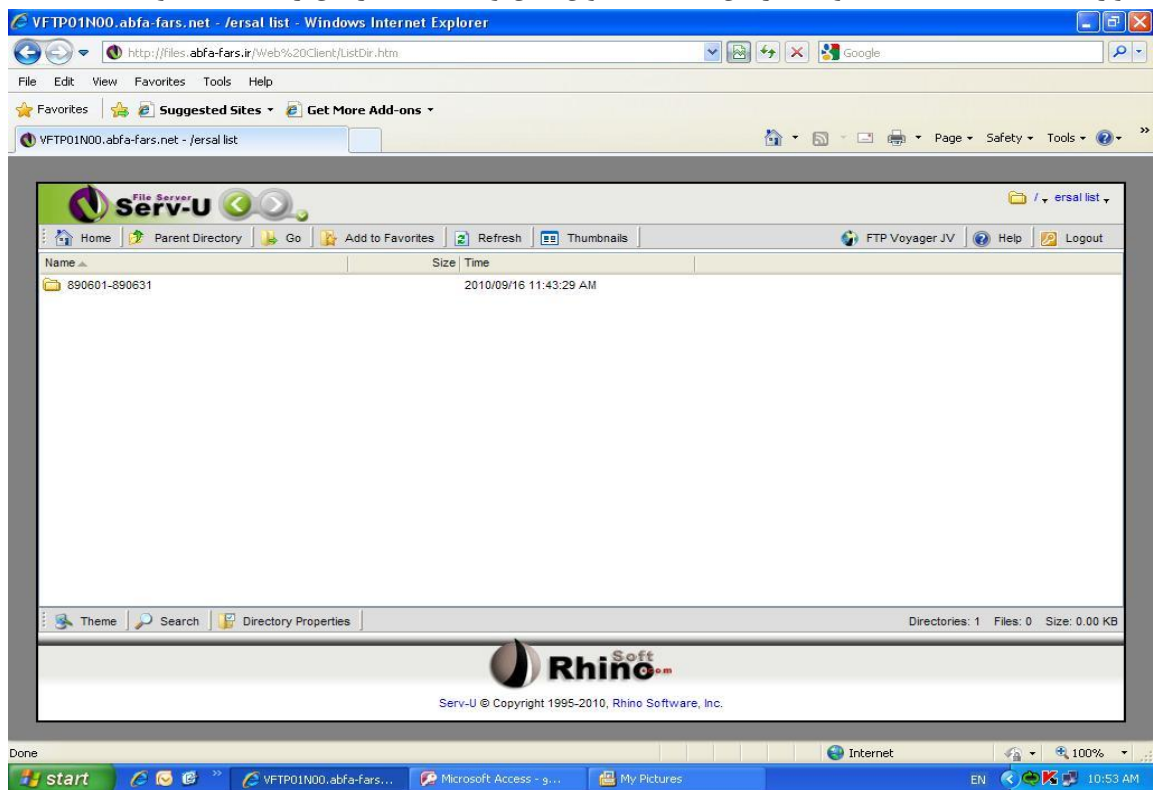 VFTP01N00.abfa-fars.net - /ersal list - Windows Internet Explorer
http://files.abfa-fars.ir/Web%20Client/ListDir.htm
Google
File Edit View Favorites Tools Help
Favorites Suggested Sites Get More Add-ons
VFTP01N00.abfa-fars.net - /ersal list
Page Safety Tools
File Server
Serv-U
/ ersal list
Home Parent Directory Go Add to Favorites Refresh Thumbnails FTP Voyager JV Help Logout
Name Size Time
890601-890631 2010/09/16 11:43:29 AM
Theme Search Directory Properties Directories: 1 Files: 0 Size: 0.00 KB
RhinoSoft.com
Serv-U © Copyright 1995-2010, Rhino Software, Inc.
Done Internet 100%
start VFTP01N00.abfa-fars... Microsoft Access - g... My Pictures EN 10:53 AM